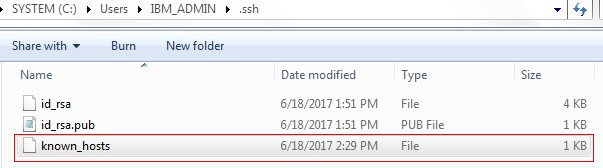 SYSTEM (C:) Users IBM_ADMIN .ssh
Share with Burn New folder
Name Date modified Type Size
id_rsa 6/18/2017 1:51 PM File 4 KB
id_rsa.pub 6/18/2017 1:51 PM PUB File 1 KB
known_hosts 6/18/2017 2:29 PM File 1 KB